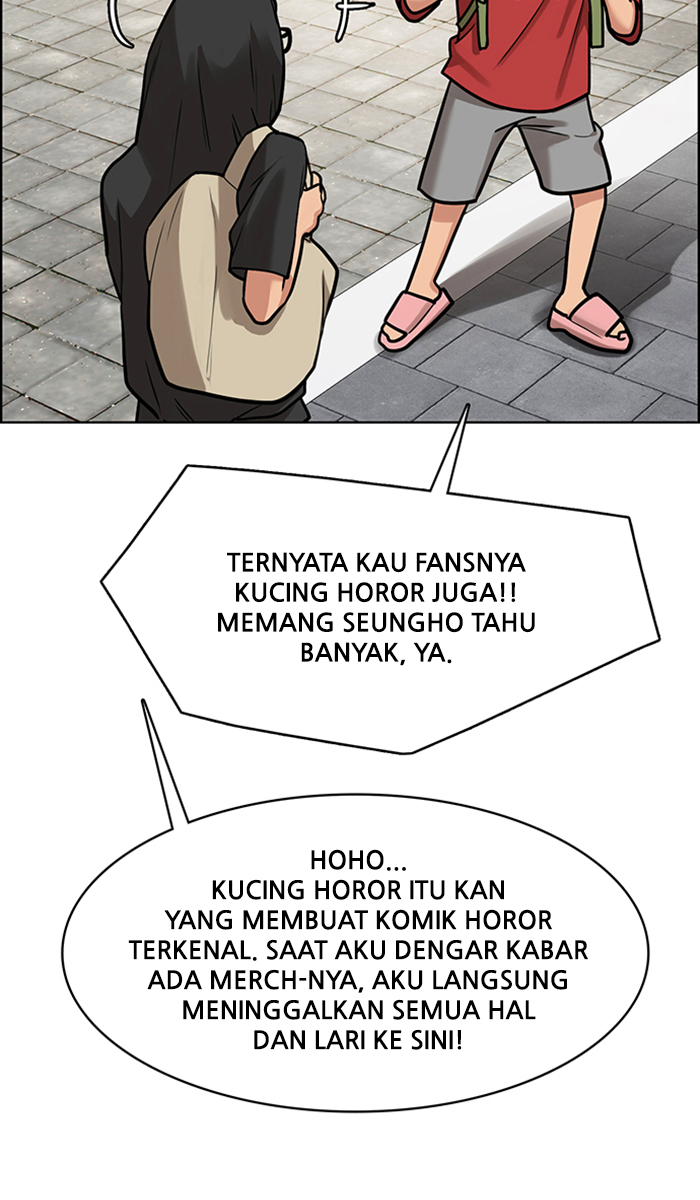 TERNYATA KAU FANSNYA
KUCING HOROR JUGA!!
MEMANG SEUNGHO TAHU
BANYAK, YA.
HOHO...
KUCING HOROR ITU KAN
YANG MEMBUAT KOMIK HOROR
TERKENAL. SAAT AKU DENGAR KABAR
ADA MERCH-NYA, AKU LANGSUNG
MENINGGALKAN SEMUA HAL
DAN LARI KE SINI!